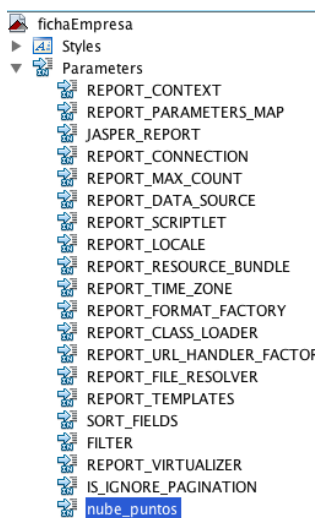 fichaEmpresa
Styles
Parameters
REPORT_CONTEXT
REPORT_PARAMETERS_MAP
JASPER_REPORT
REPORT_CONNECTION
REPORT_MAX_COUNT
REPORT_DATA_SOURCE
REPORT_SCRIPTLET
REPORT_LOCALE
REPORT_RESOURCE_BUNDLE
REPORT_TIME_ZONE
REPORT_FORMAT_FACTORY
REPORT_CLASS_LOADER
REPORT_URL_HANDLER_FACTOR
REPORT_FILE_RESOLVER
REPORT_TEMPLATES
SORT_FIELDS
FILTER
REPORT_VIRTUALIZER
IS_IGNORE_PAGINATION
nube_puntos